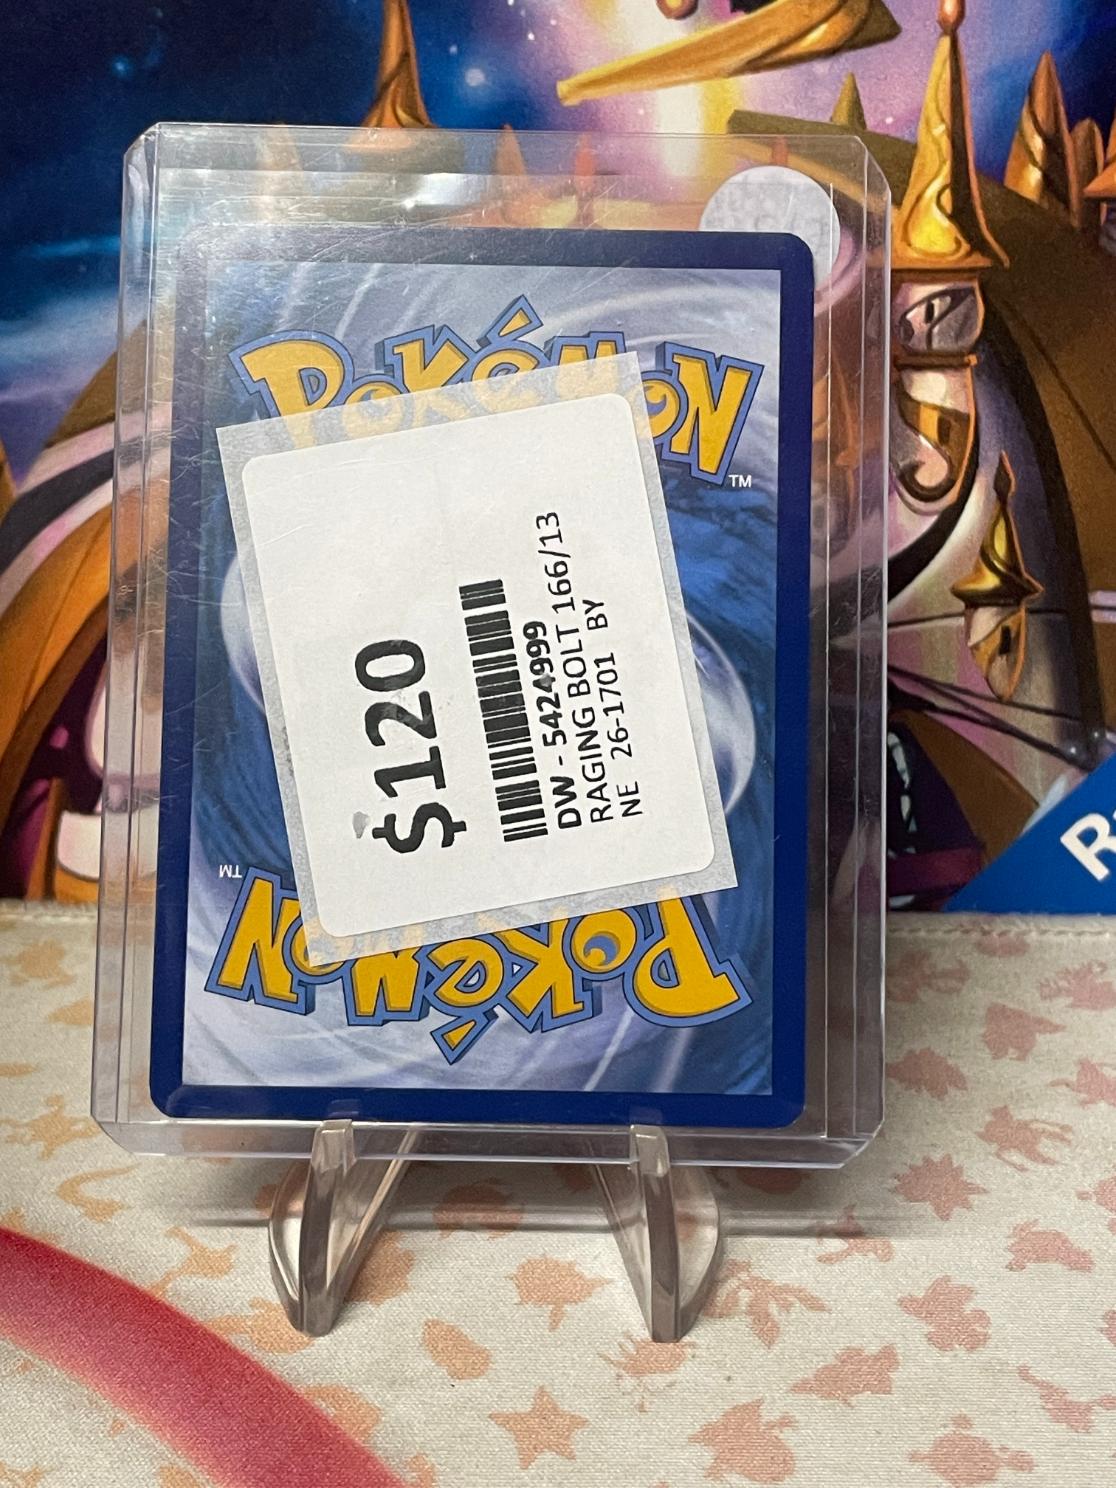 Pokémon
TM
$120
DW - 5424999
RAGING BOLT 166/13
NE 26-1701 BY
TM
Pokémon
R